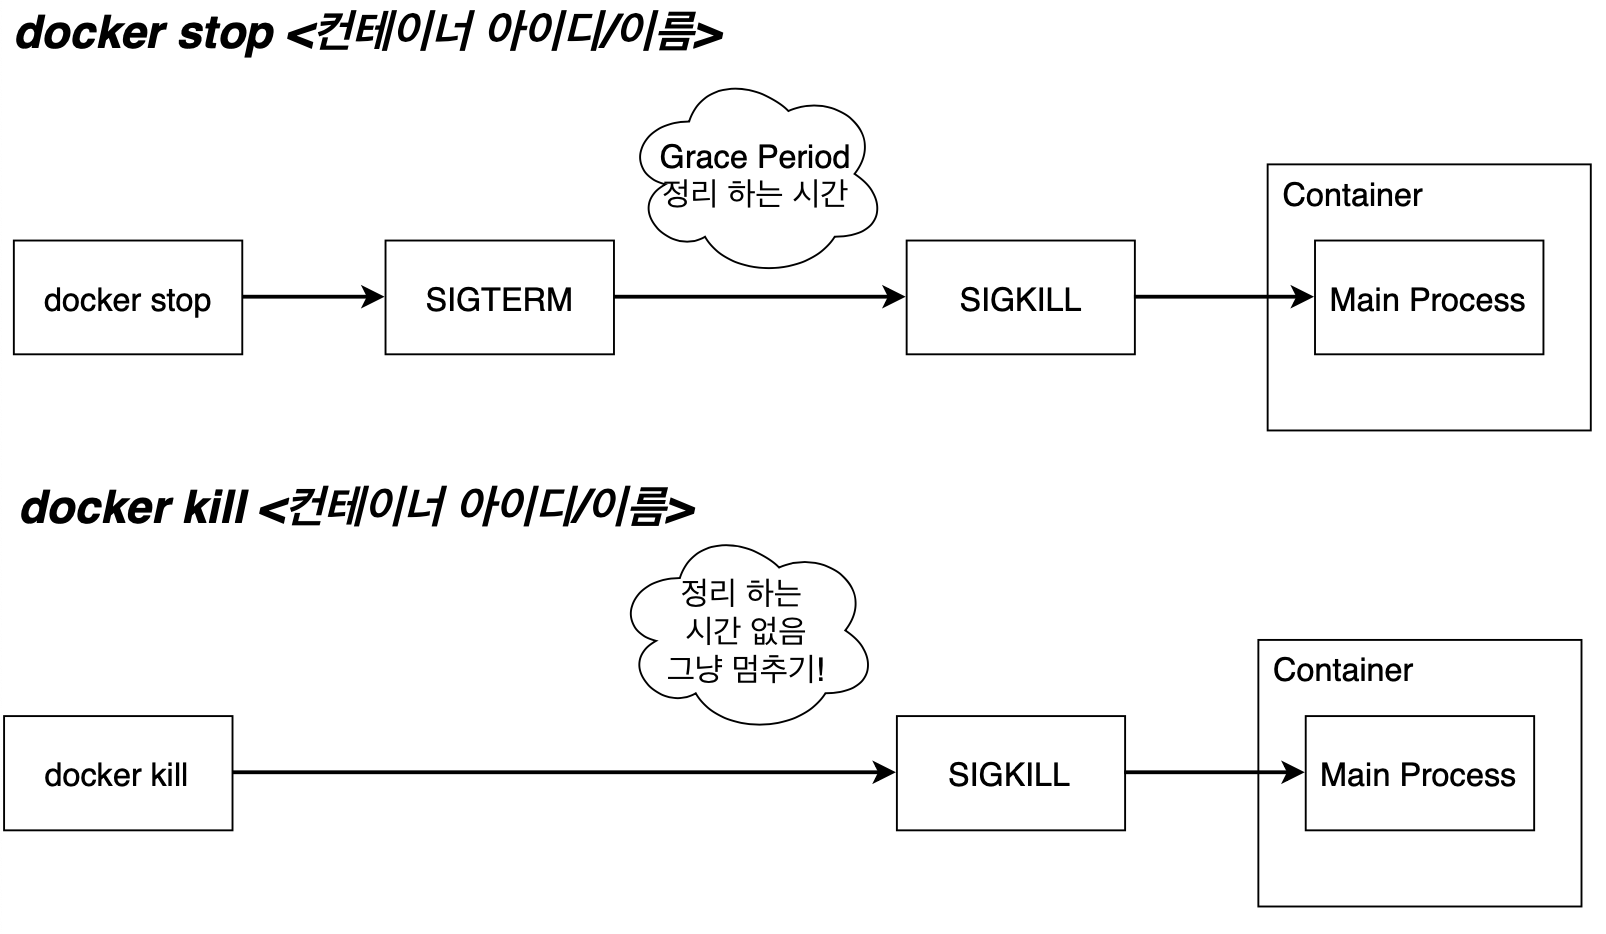 docker stop <컨테이너 아이디/이름>
Grace Period
정리 하는 시간
Container
docker stop
SIGTERM
SIGKILL
Main Process
docker kill <컨테이너 아이디/이름>
정리 하는
시간 없음
그냥 멈추기!
Container
docker kill
SIGKILL
Main Process